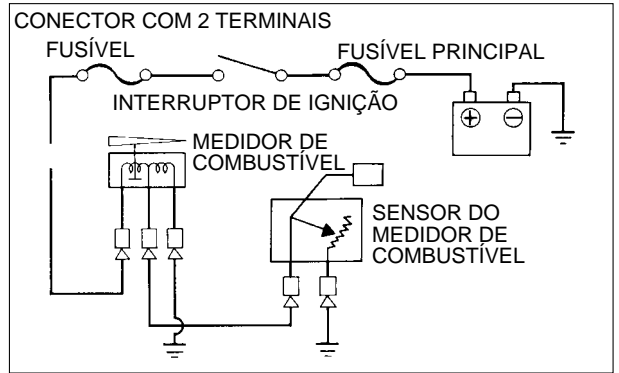 CONECTOR COM 2 TERMINAIS
FUSÍVEL
FUSÍVEL PRINCIPAL
INTERRUPTOR DE IGNIÇÃO
MEDIDOR DE
COMBUSTÍVEL
SENSOR DO
MEDIDOR DE
COMBUSTÍVEL